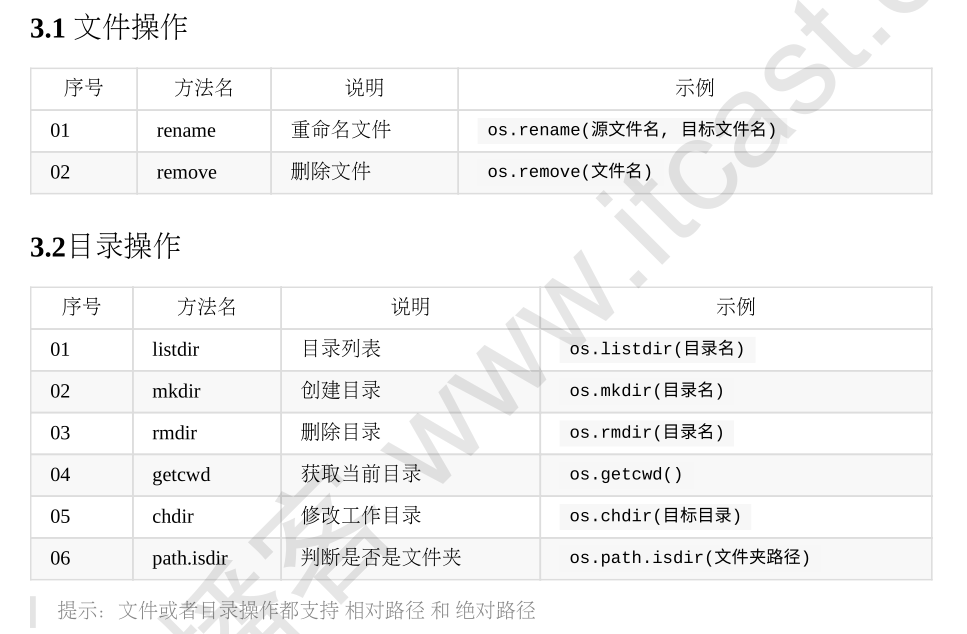 3.1 文件操作
序号 方法名 说明 示例
01 rename 重命名文件 os.rename(源文件名, 目标文件名)
02 remove 删除文件 os.remove(文件名)
3.2目录操作
序号 方法名 说明 示例
01 listdir 目录列表 os.listdir(目录名)
02 mkdir 创建目录 os.mkdir(目录名)
03 rmdir 删除目录 os.rmdir(目录名)
04 getcwd 获取当前目录 os.getcwd()
05 chdir 修改工作目录 os.chdir(目标目录)
06 path.isdir 判断是否是文件夹 os.path.isdir(文件夹路径)
提示：文件或者目录操作都支持 相对路径 和 绝对路径
播客 www.itcast.c